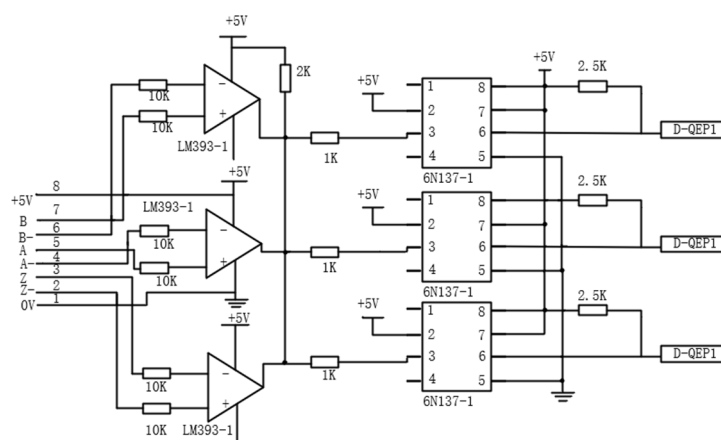 +5V
2K
10K
10K
LM393-1
+5V
1K
1
2
3
4
8
7
6
5
6N137-1
+5V
2.5K
D-QEP1
+5V
8
B 7
B- 6
A 5
A- 4
Z 3
Z- 2
0V 1
LM393-1
+5V
10K
10K
+5V
1K
1
2
3
4
8
7
6
5
6N137-1
2.5K
D-QEP1
+5V
10K
10K
LM393-1
+5V
1K
1
2
3
4
8
7
6
5
6N137-1
2.5K
D-QEP1